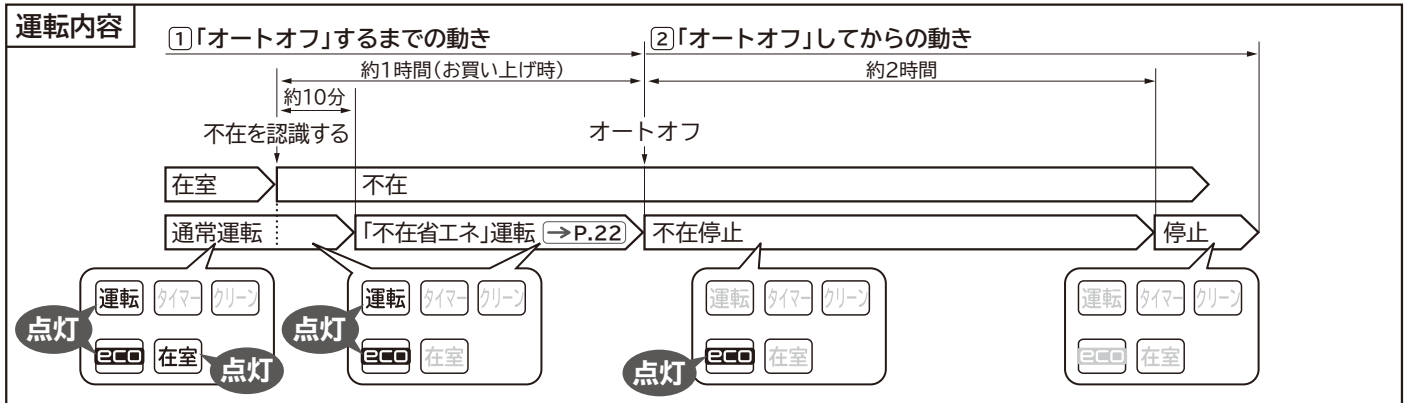 運転内容
1「オートオフ」するまでの動き
2「オートオフ」してからの動き
約1時間(お買い上げ時)
約2時間
約10分
不在を認識する
オートオフ
在室
不在
通常運転
「不在省エネ」運転 →P.22
不在停止
停止
運転 タイマー クリーン
点灯
eco 在室
点灯
運転 タイマー クリーン
点灯
eco 在室
運転 タイマー クリーン
点灯
eco 在室
運転 タイマー クリーン
eco 在室